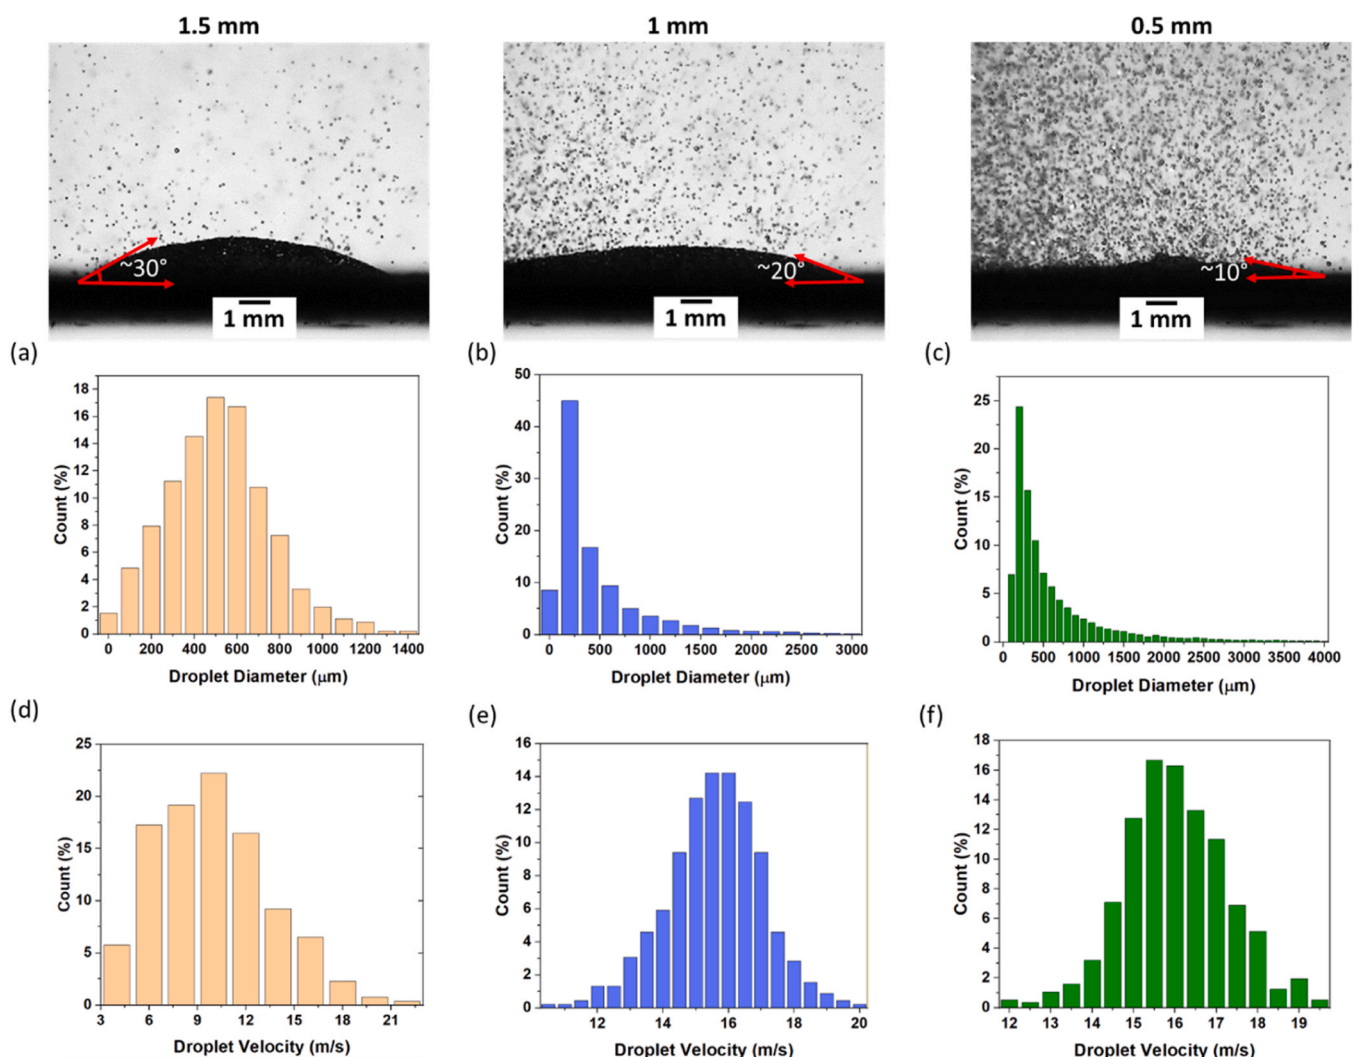 1.5 mm
1 mm
0.5 mm
~30°
~20°
~10°
1 mm
1 mm
1 mm
(a)
(b)
(c)
18
16
14
12
10
8
6
4
2
0
Count (%)
0 200 400 600 800 1000 1200 1400
Droplet Diameter (μm)
50
40
30
20
10
0
Count (%)
0 500 1000 1500 2000 2500 3000
Droplet Diameter (μm)
25
20
15
10
5
0
Count (%)
0 500 1000 1500 2000 2500 3000 3500 4000
Droplet Diameter (μm)
(d)
(e)
(f)
25
20
15
10
5
0
Count (%)
3 6 9 12 15 18 21
Droplet Velocity (m/s)
16
14
12
10
8
6
4
2
0
Count (%)
12 14 16 18 20
Droplet Velocity (m/s)
18
16
14
12
10
8
6
4
2
0
Count (%)
12 13 14 15 16 17 18 19
Droplet Velocity (m/s)